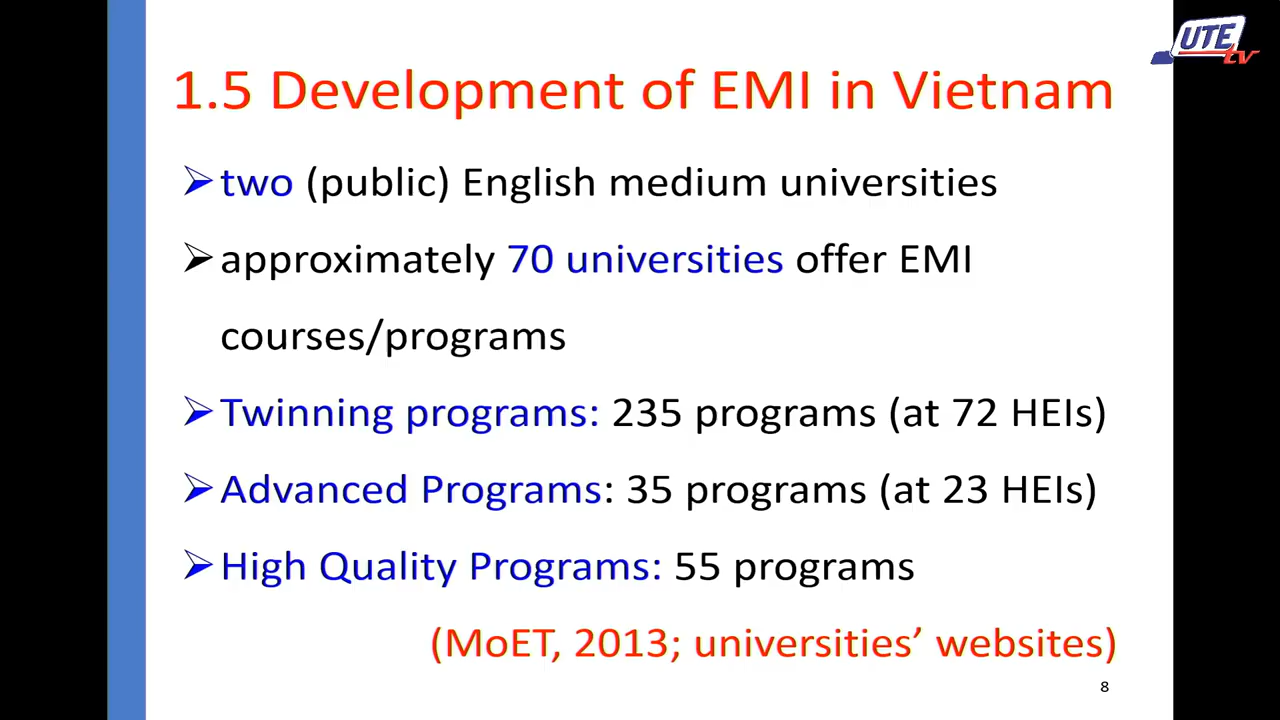 UTE
tv
1.5 Development of EMI in Vietnam
➢two (public) English medium universities
➢approximately 70 universities offer EMI
courses/programs
➢Twinning programs: 235 programs (at 72 HEIs)
➢Advanced Programs: 35 programs (at 23 HEIs)
➢High Quality Programs: 55 programs
(MoET, 2013; universities’ websites)
8